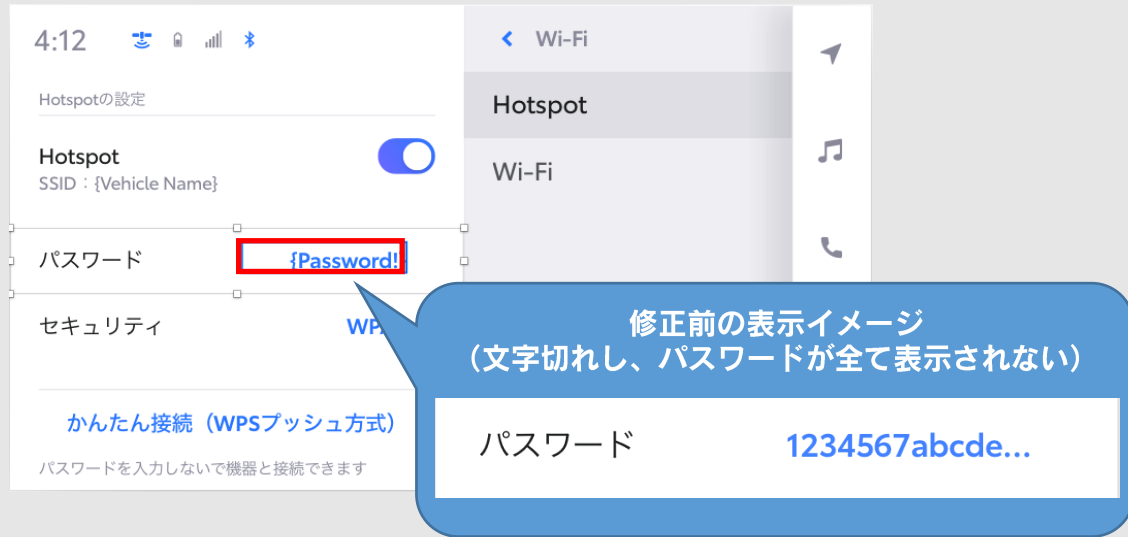 4:12
Hotspotの設定
Hotspot
SSID：{Vehicle Name}
パスワード
{Password!
セキュリティ
かんたん接続（WPSプッシュ方式）
パスワードを入力しないで機器と接続できます
Wi-Fi
Hotspot
Wi-Fi
修正前の表示イメージ
（文字切れし、パスワードが全て表示されない）
パスワード
1234567abcde...